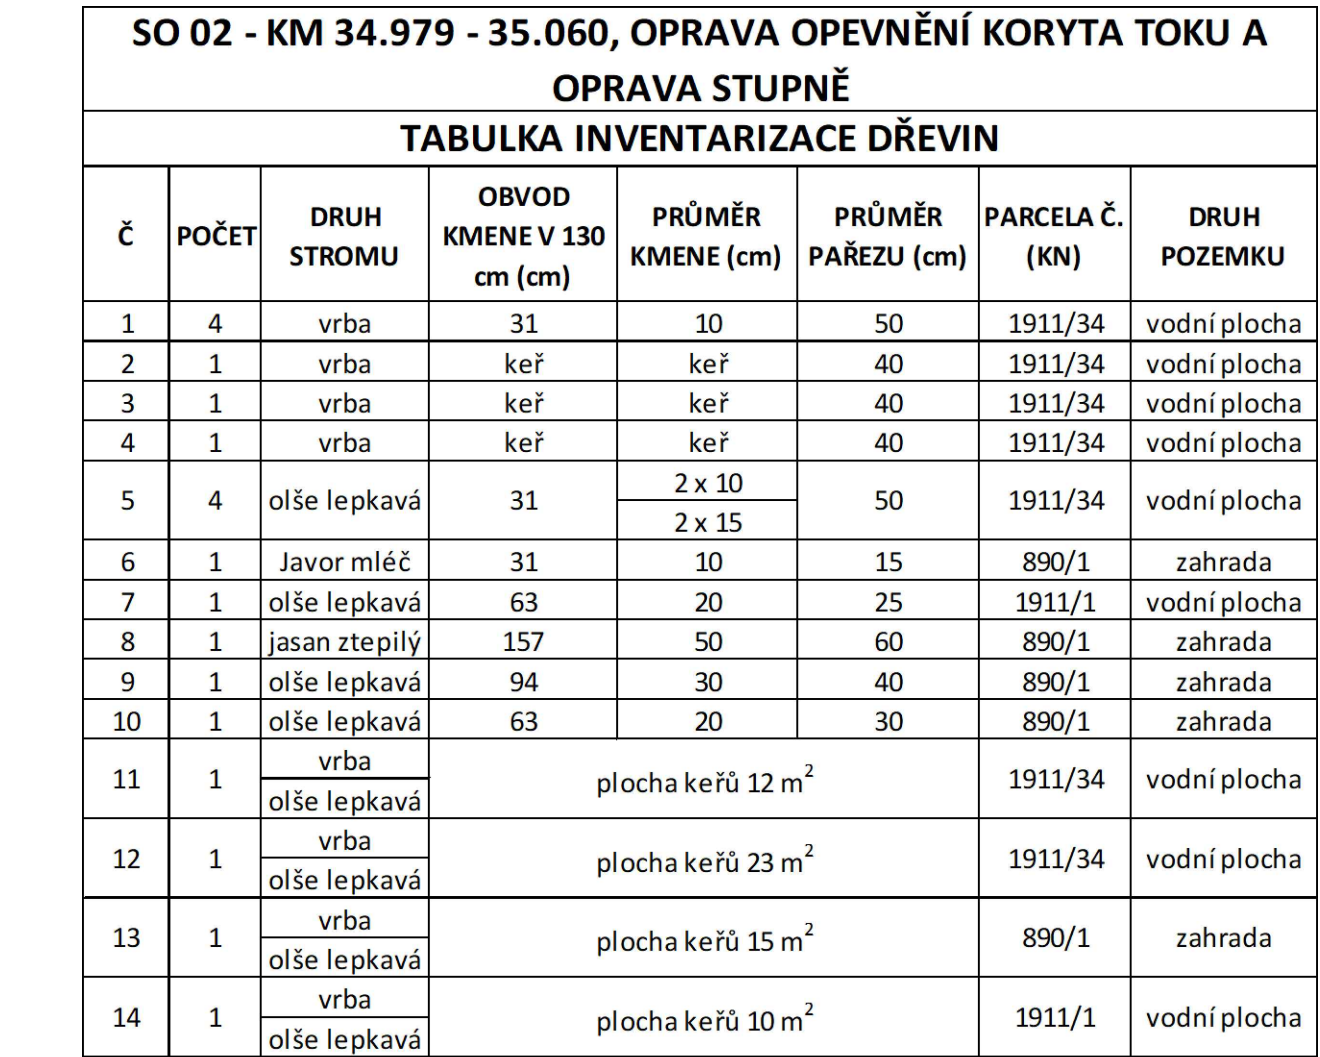 SO 02 - KM 34.979 - 35.060, OPRAVA OPEVNĚNÍ KORYTA TOKU A
OPRAVA STUPNĚ
TABULKA INVENTARIZACE DŘEVIN
Č POČET DRUH STROMU OBVOD KMENE V 130 cm (cm) PRŮMĚR KMENE (cm) PRŮMĚR PAŘEZU (cm) PARCELA Č. (KN) DRUH POZEMKU
1 4 vrba 31 10 50 1911/34 vodní plocha
2 1 vrba keř keř 40 1911/34 vodní plocha
3 1 vrba keř keř 40 1911/34 vodní plocha
4 1 vrba keř keř 40 1911/34 vodní plocha
5 4 olše lepkavá 31 2 x 10 2 x 15 50 1911/34 vodní plocha
6 1 Javor mléč 31 10 15 890/1 zahrada
7 1 olše lepkavá 63 20 25 1911/1 vodní plocha
8 1 jasan ztepilý 157 50 60 890/1 zahrada
9 1 olše lepkavá 94 30 40 890/1 zahrada
10 1 olše lepkavá 63 20 30 890/1 zahrada
11 1 vrba olše lepkavá plocha keřů 12 m² 1911/34 vodní plocha
12 1 vrba olše lepkavá plocha keřů 23 m² 1911/34 vodní plocha
13 1 vrba olše lepkavá plocha keřů 15 m² 890/1 zahrada
14 1 vrba olše lepkavá plocha keřů 10 m² 1911/1 vodní plocha